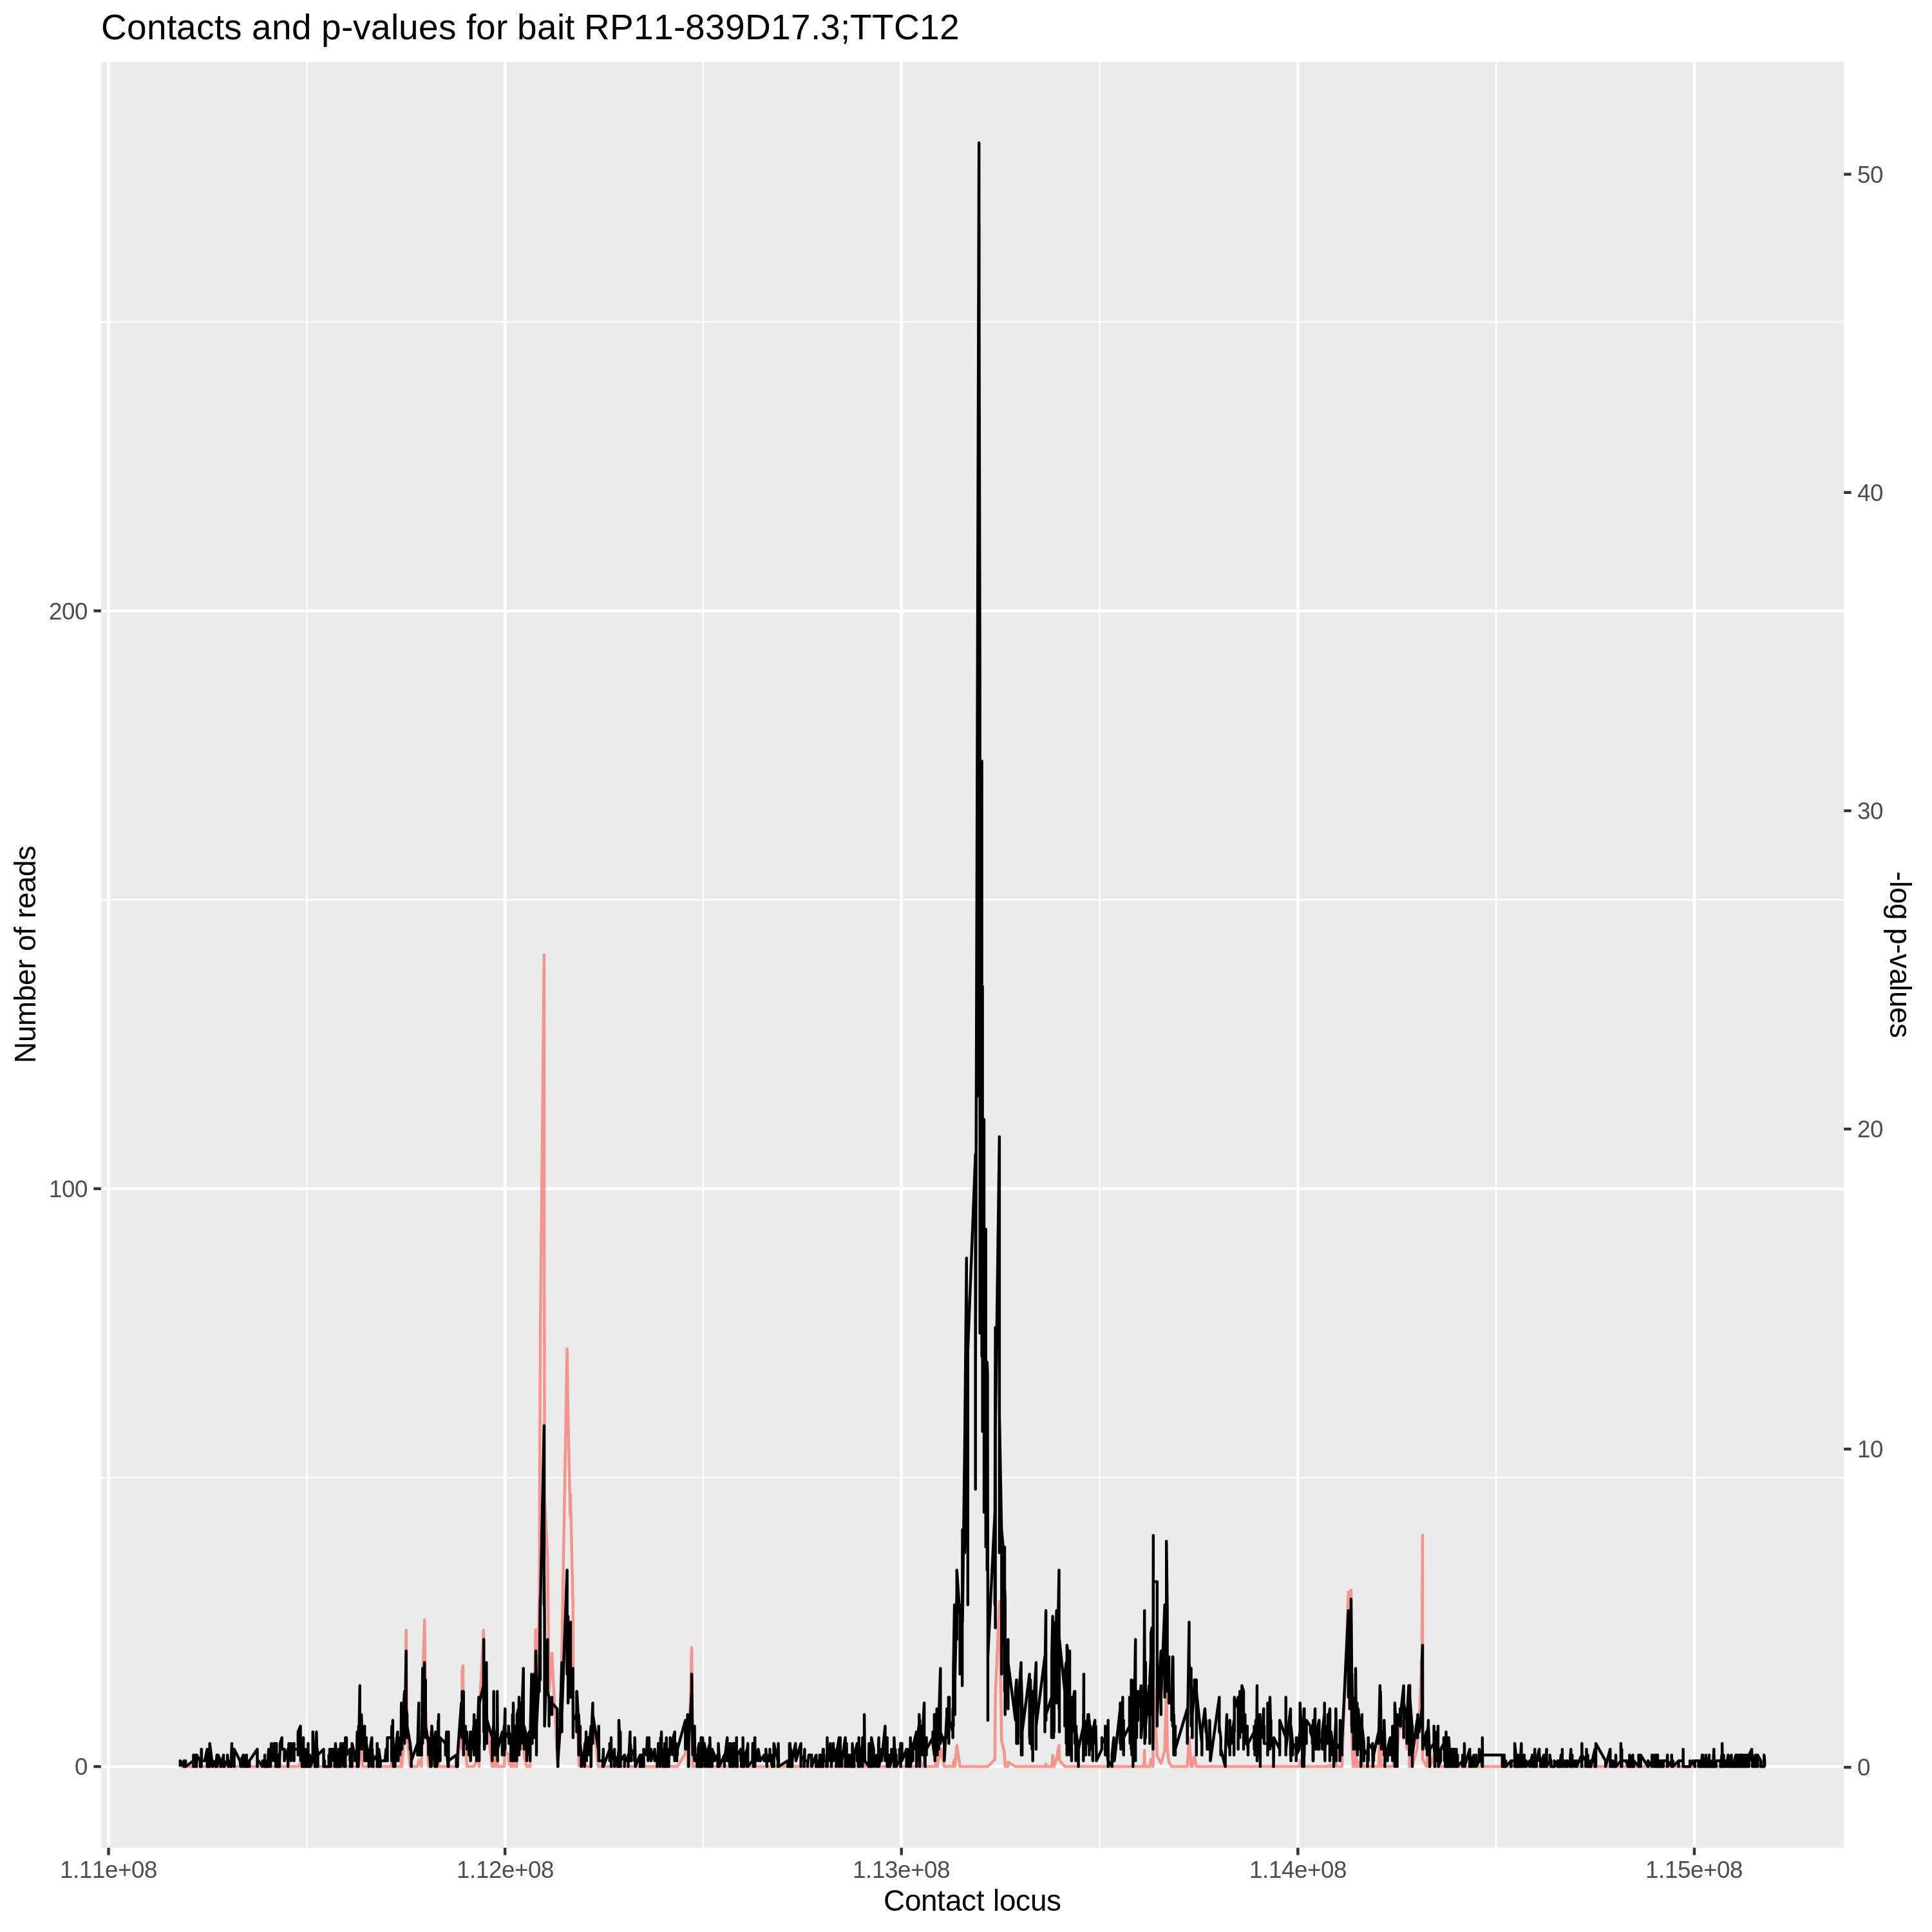 Contacts and p-values for bait RP11-839D17.3;TTC12
Number of reads
200
100
0
50
40
30
20
10
0
-log p-values
1.11e+08
1.12e+08
1.13e+08
1.14e+08
1.15e+08
Contact locus